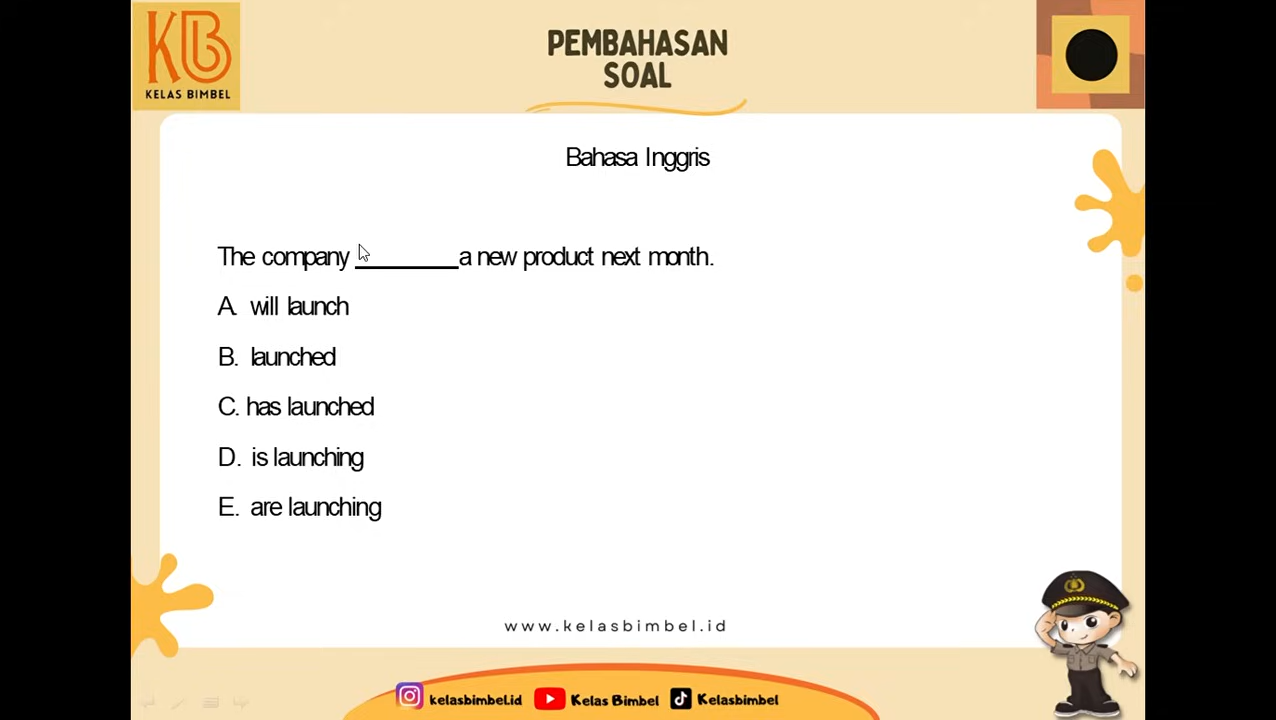 KB
KELAS BIMBEL
PEMBAHASAN
SOAL
Bahasa Inggris
The company ________ a new product next month.
A. will launch
B. launched
C. has launched
D. is launching
E. are launching
www.kelasbimbel.id
kelasbimbel.id Kelas Bimbel Kelasbimbel